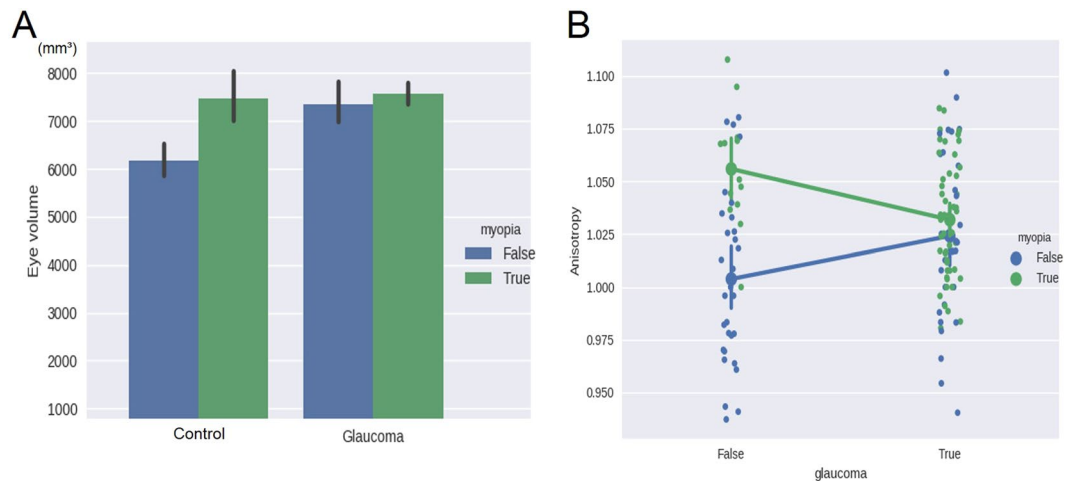 A
(mm³)
8000
7000
6000
5000
4000
3000
2000
1000
Eye volume
Control
Glaucoma
myopia
False
True
B
1.100
1.075
1.050
1.025
1.000
0.975
0.950
Anisotropy
False
True
glaucoma
myopia
False
True